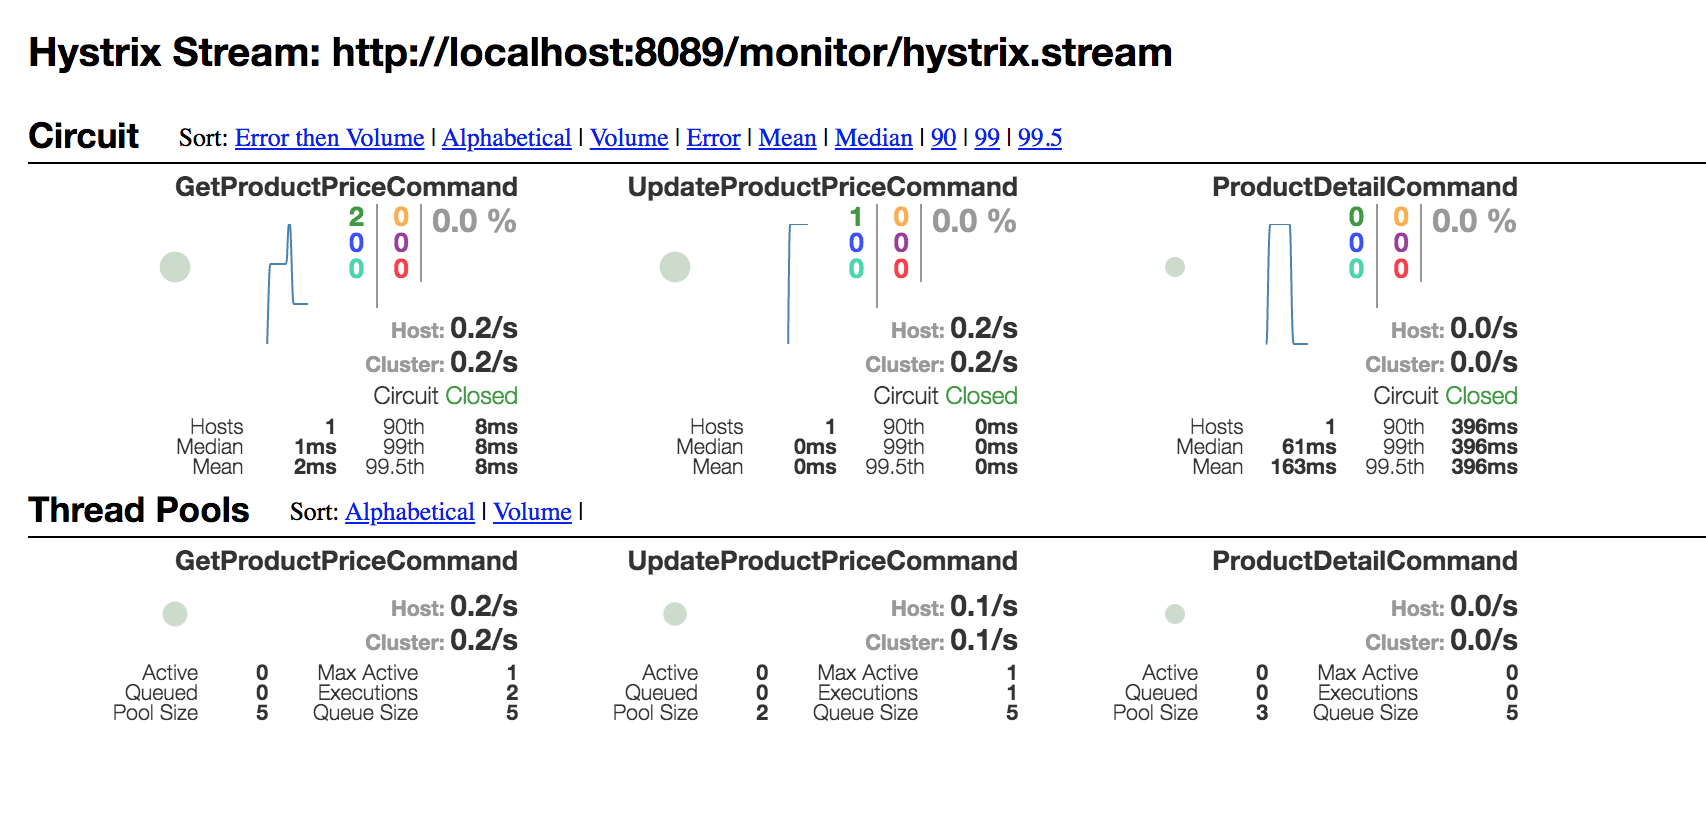 Hystrix Stream: http://localhost:8089/monitor/hystrix.stream
Circuit Sort: Error then Volume | Alphabetical | Volume | Error | Mean | Median | 90 | 99 | 99.5
GetProductPriceCommand
2 0 0.0 %
0 0
0 0
Host: 0.2/s
Cluster: 0.2/s
Circuit Closed
Hosts 1 90th 8ms
Median 1ms 99th 8ms
Mean 2ms 99.5th 8ms
UpdateProductPriceCommand
1 0 0.0 %
0 0
0 0
Host: 0.2/s
Cluster: 0.2/s
Circuit Closed
Hosts 1 90th 0ms
Median 0ms 99th 0ms
Mean 0ms 99.5th 0ms
ProductDetailCommand
0 0 0.0 %
0 0
0 0
Host: 0.0/s
Cluster: 0.0/s
Circuit Closed
Hosts 1 90th 396ms
Median 61ms 99th 396ms
Mean 163ms 99.5th 396ms
Thread Pools Sort: Alphabetical | Volume |
GetProductPriceCommand
Host: 0.2/s
Cluster: 0.2/s
Active 0 Max Active 1
Queued 0 Executions 2
Pool Size 5 Queue Size 5
UpdateProductPriceCommand
Host: 0.1/s
Cluster: 0.1/s
Active 0 Max Active 1
Queued 0 Executions 1
Pool Size 2 Queue Size 5
ProductDetailCommand
Host: 0.0/s
Cluster: 0.0/s
Active 0 Max Active 0
Queued 0 Executions 0
Pool Size 3 Queue Size 5